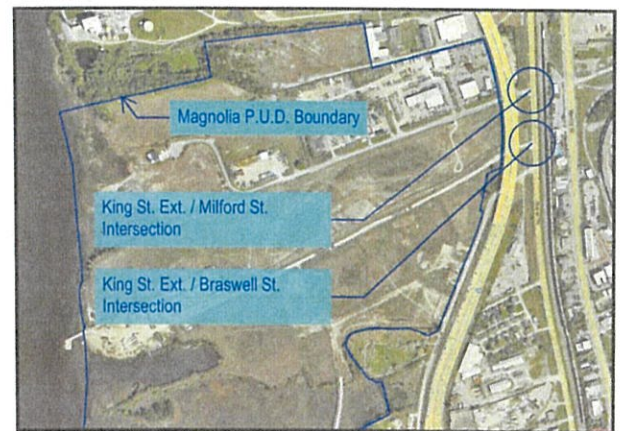 Magnolia P.U.D. Boundary
King St. Ext. / Milford St.
Intersection
King St. Ext. / Braswell St.
Intersection